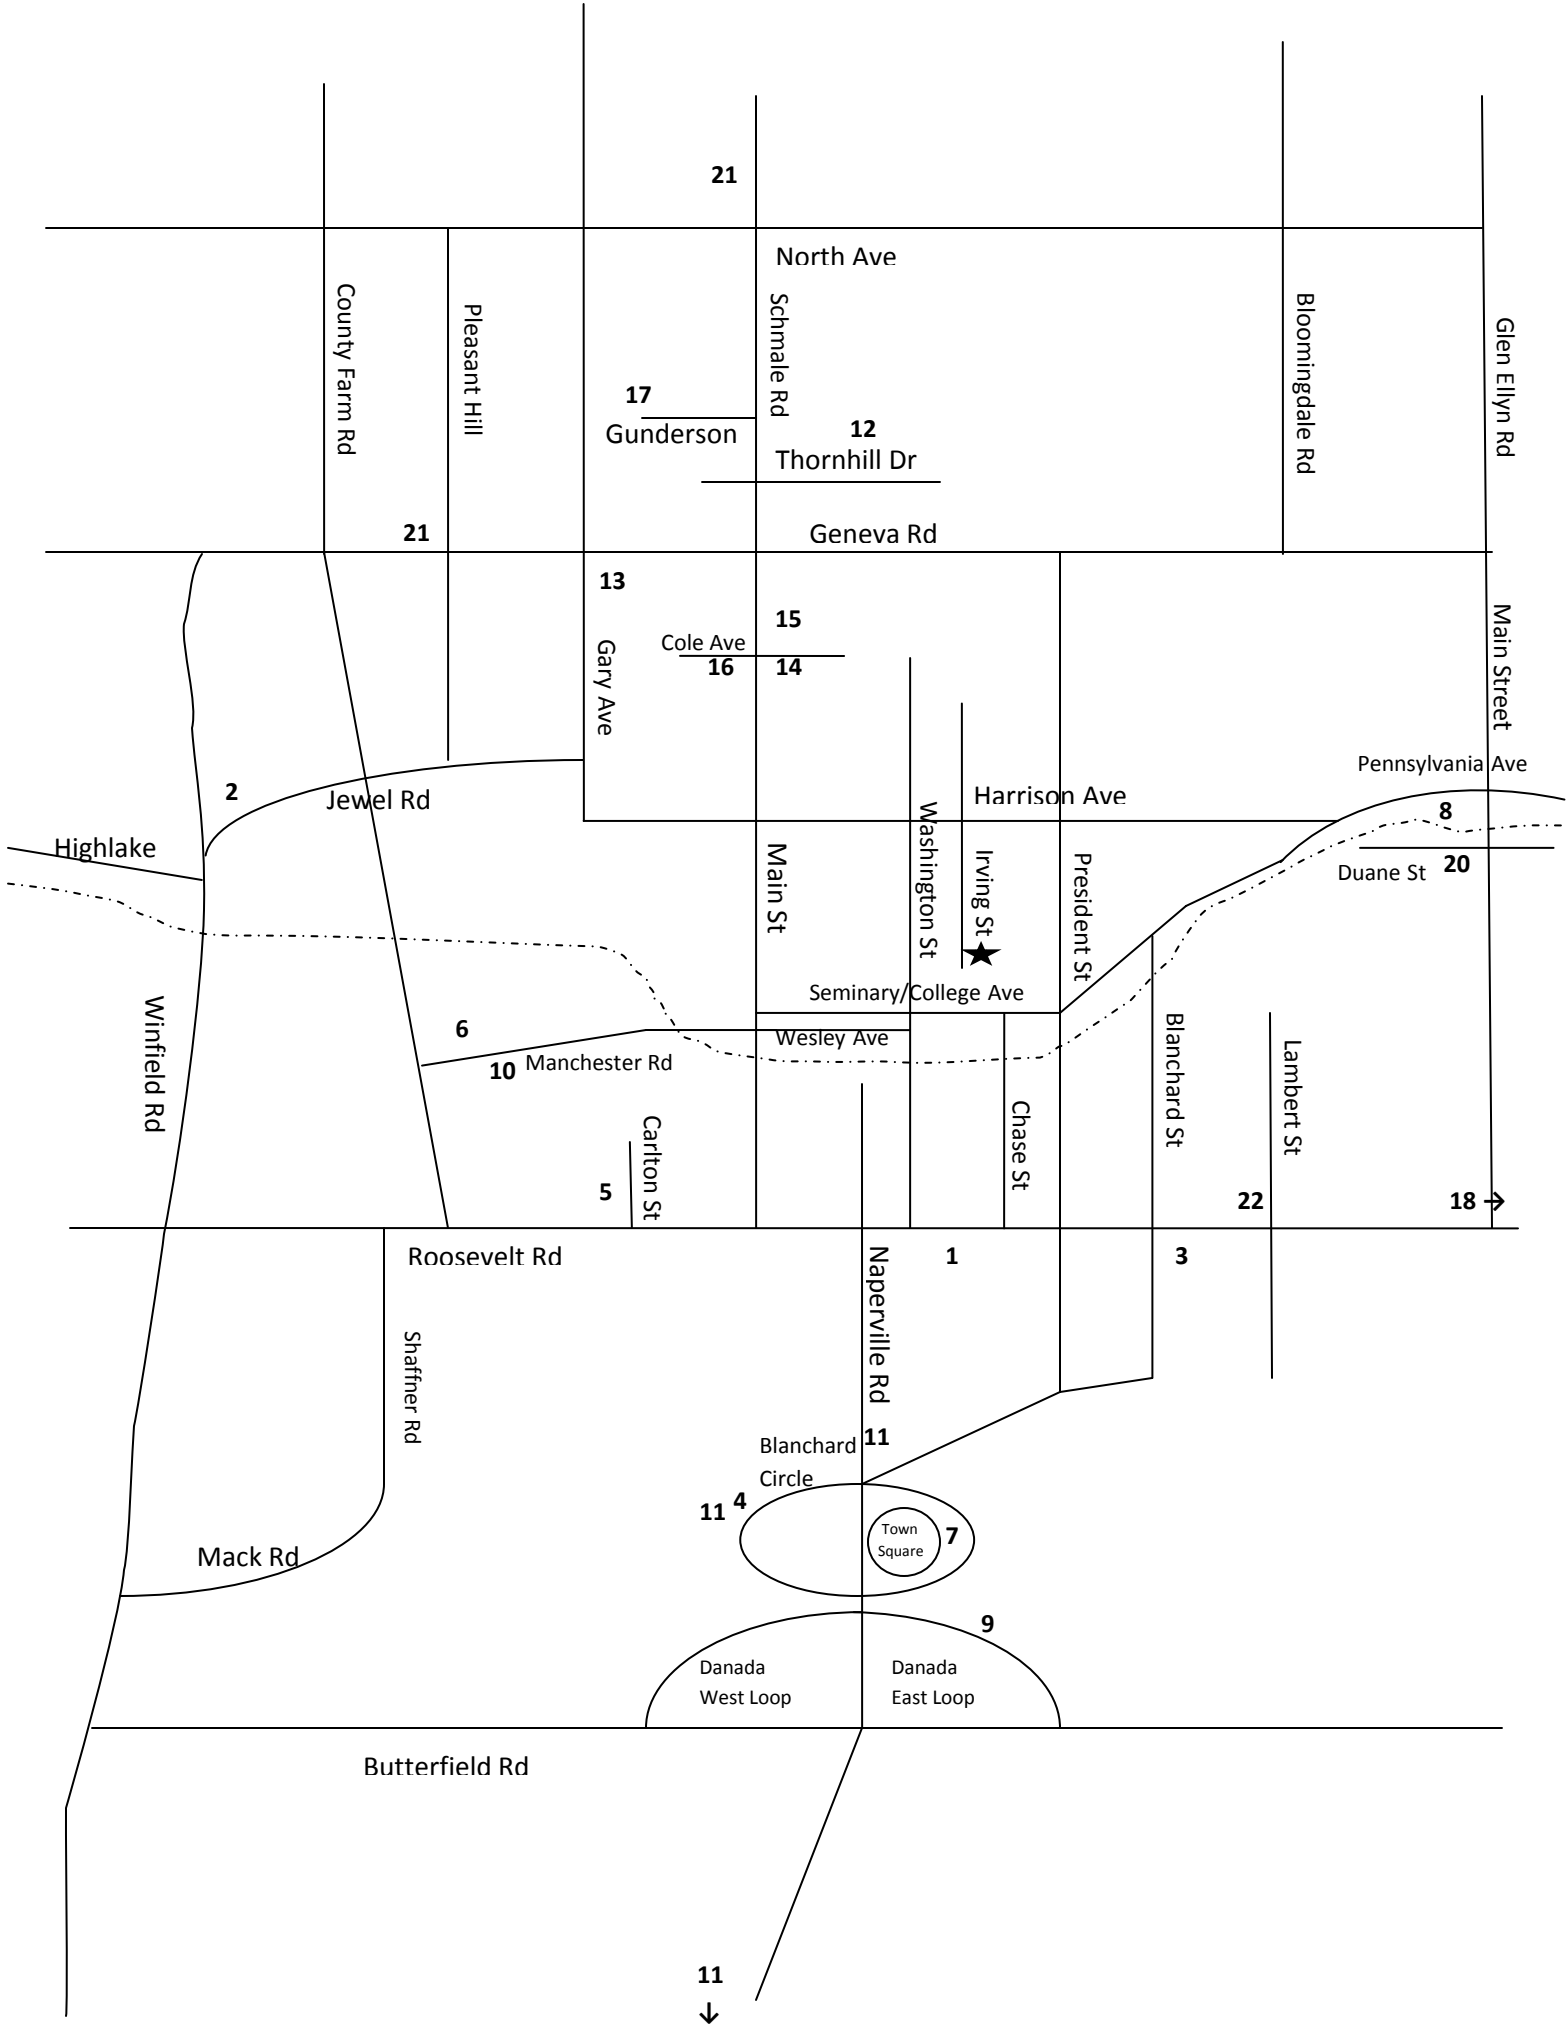 21
North Ave
County Farm Rd
Pleasant Hill
Schmale Rd
Bloomingdale Rd
Glen Ellyn Rd
17
Gunderson
12
Thornhill Dr
21
Geneva Rd
13
15
Cole Ave
16
14
Gary Ave
Main Street
Pennsylvania Ave
2
Jewel Rd
Harrison Ave
8
Highlake
Main St
Washington St
Irving St
President St
Duane St
20
Seminary/College Ave
Winfield Rd
6
Wesley Ave
10
Manchester Rd
Blanchard St
Lambert St
Carlton St
Chase St
5
22
18 →
Roosevelt Rd
1
3
Naperville Rd
Shaffner Rd
Blanchard
Circle
11
11
4
Town
Square
7
Mack Rd
9
Danada
West Loop
Danada
East Loop
Butterfield Rd
11
↓